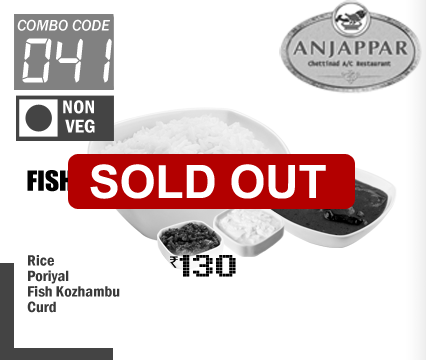 COMBO CODE
041
ANJAPPAR
Chettinad A/C Restaurant
NON
VEG
FISH
SOLD OUT
₹130
Rice
Poriyal
Fish Kozhambu
Curd